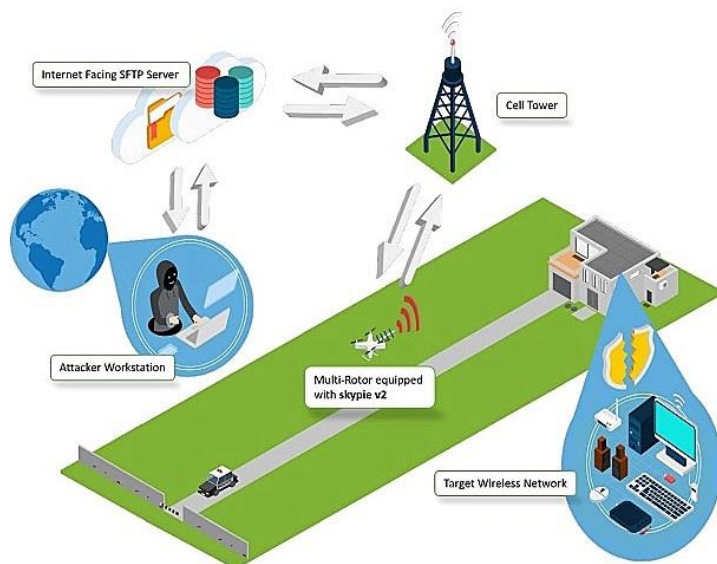 Internet Facing SFTP Server
Cell Tower
Attacker Workstation
Multi-Rotor equipped
with skypie v2
Target Wireless Network